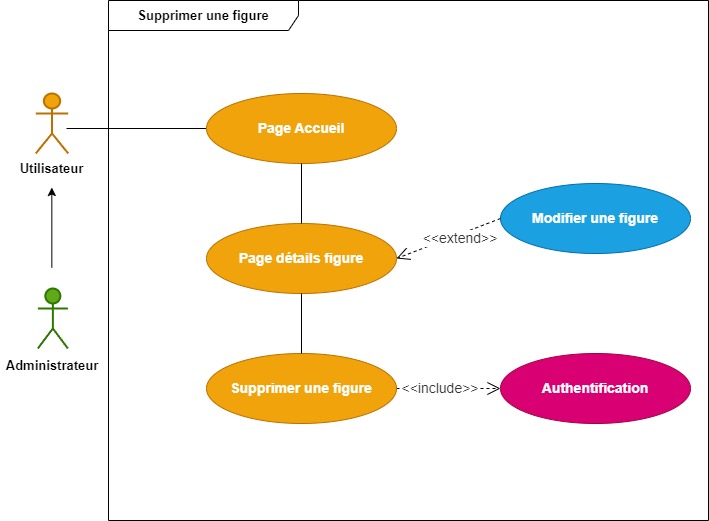 Supprimer une figure
Page Accueil
Utilisateur
Modifier une figure
<<extend>>
Page détails figure
Administrateur
Supprimer une figure
<<include>>
Authentification